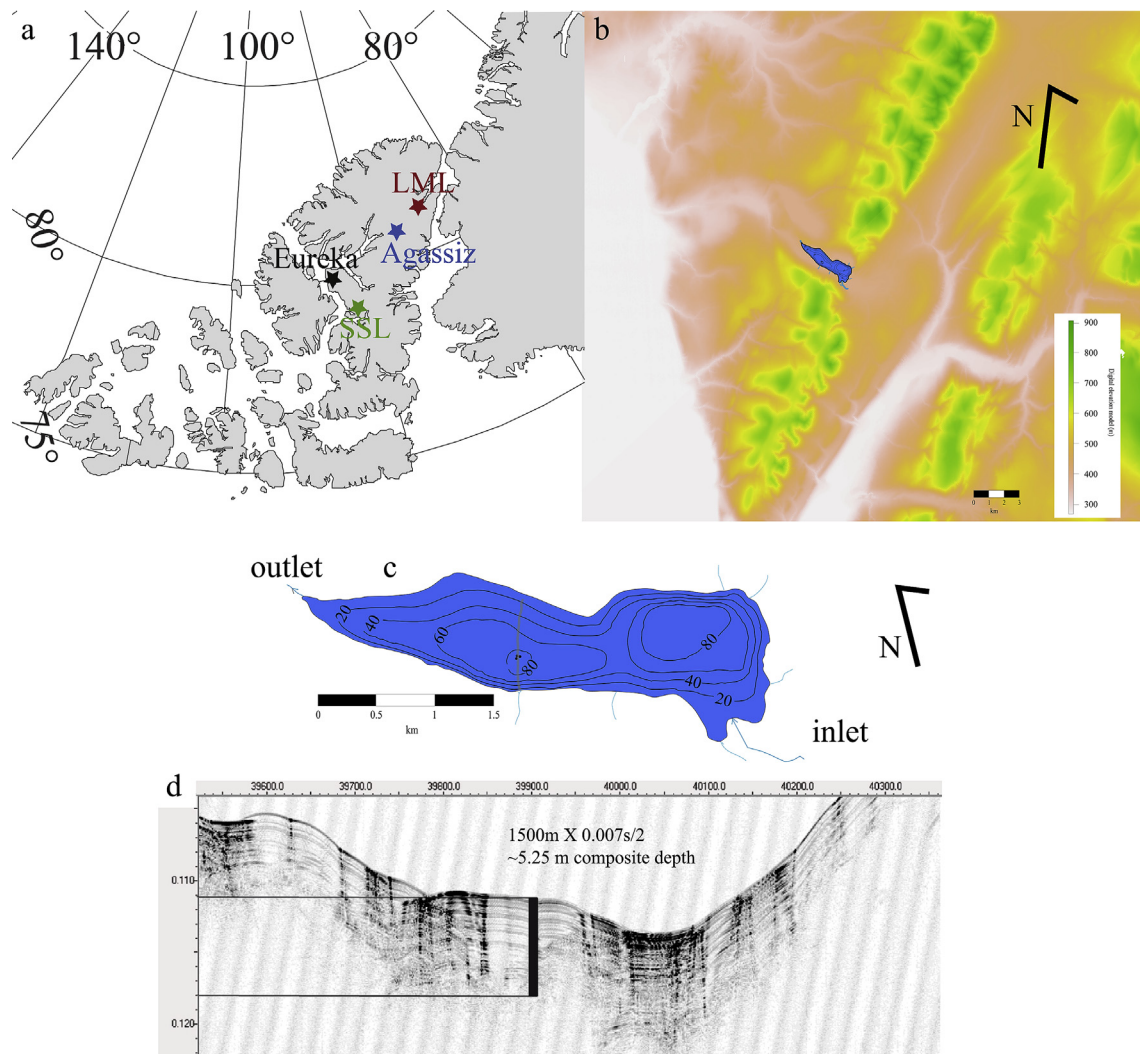 a
140°
100°
80°
80°
75°
LML
Agassiz
Eureka
SSL
b
N
900
800
700
600
500
400
300
Digital elevation model (m)
0 1 2 3
km
outlet
c
20
40
60
80
80
40
20
N
0 0.5 1 1.5
km
inlet
d
39600.0 39700.0 39800.0 39900.0 40000.0 40100.0 40200.0 40300.0
1500m X 0.007s/2
~5.25 m composite depth
0.110
0.120